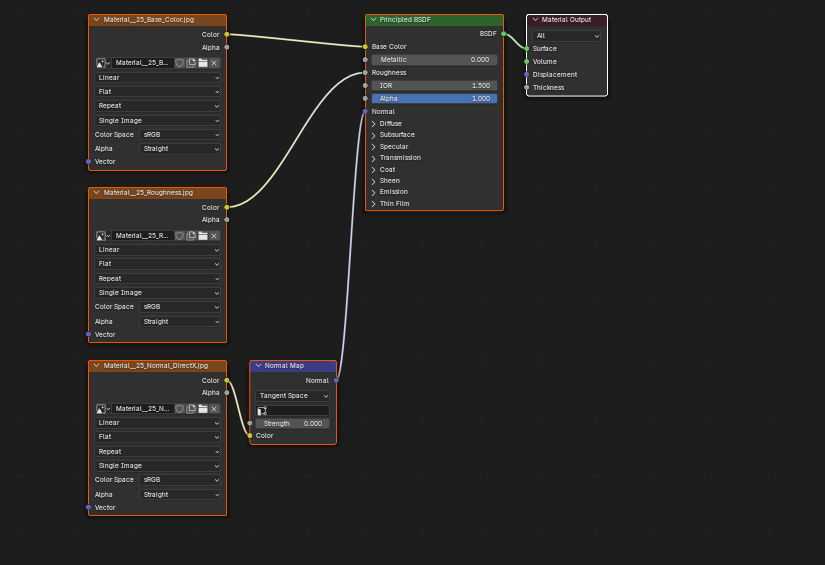 Material__25_Base_Color.jpg
Color
Alpha
Material__25_B...
Linear
Flat
Repeat
Single Image
Color Space sRGB
Alpha Straight
Vector
Material__25_Roughness.jpg
Color
Alpha
Material__25_R...
Linear
Flat
Repeat
Single Image
Color Space sRGB
Alpha Straight
Vector
Material__25_Normal_DirectX.jpg
Color
Alpha
Material__25_N...
Linear
Flat
Repeat
Single Image
Color Space sRGB
Alpha Straight
Vector
Normal Map
Normal
Tangent Space
Strength 0.000
Color
Principled BSDF
BSDF
Base Color
Metallic 0.000
Roughness
IOR 1.500
Alpha 1.000
Normal
Diffuse
Subsurface
Specular
Transmission
Coat
Sheen
Emission
Thin Film
Material Output
All
Surface
Volume
Displacement
Thickness